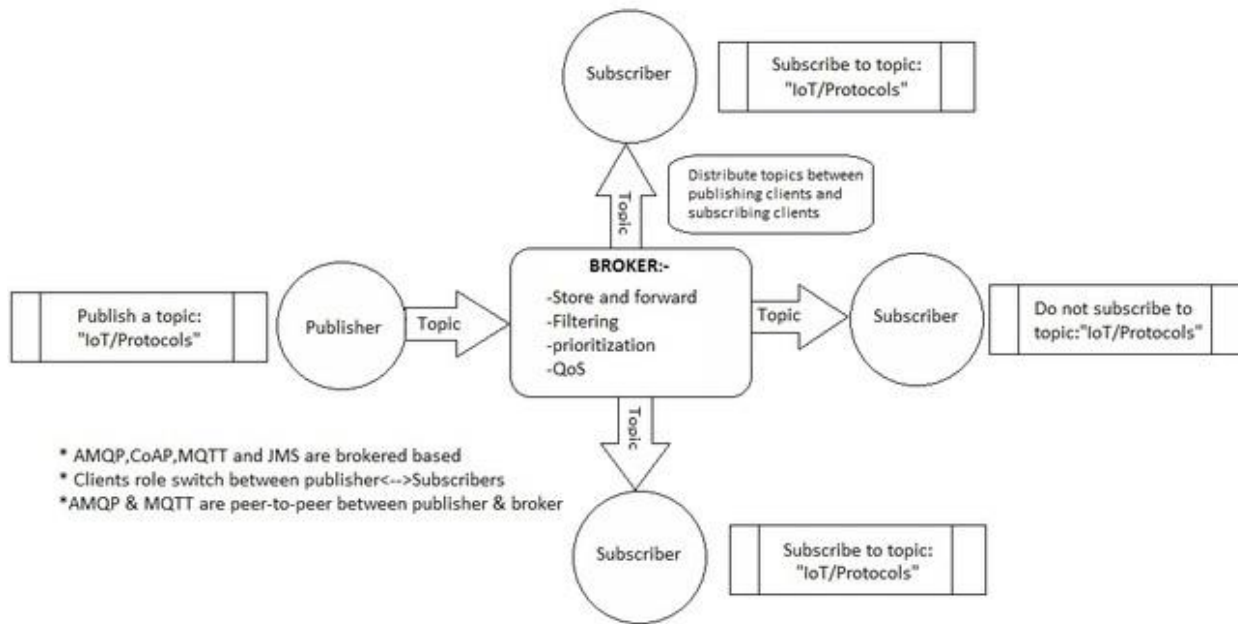 Subscriber
Subscribe to topic:
"IoT/Protocols"
Topic
Distribute topics between
publishing clients and
subscribing clients
Publish a topic:
"IoT/Protocols"
Publisher
Topic
BROKER:-
-Store and forward
-Filtering
-prioritization
-QoS
Topic
Subscriber
Do not subscribe to
topic:"IoT/Protocols"
Topic
* AMQP,CoAP,MQTT and JMS are brokered based
* Clients role switch between publisher<-->Subscribers
*AMQP & MQTT are peer-to-peer between publisher & broker
Subscriber
Subscribe to topic:
"IoT/Protocols"